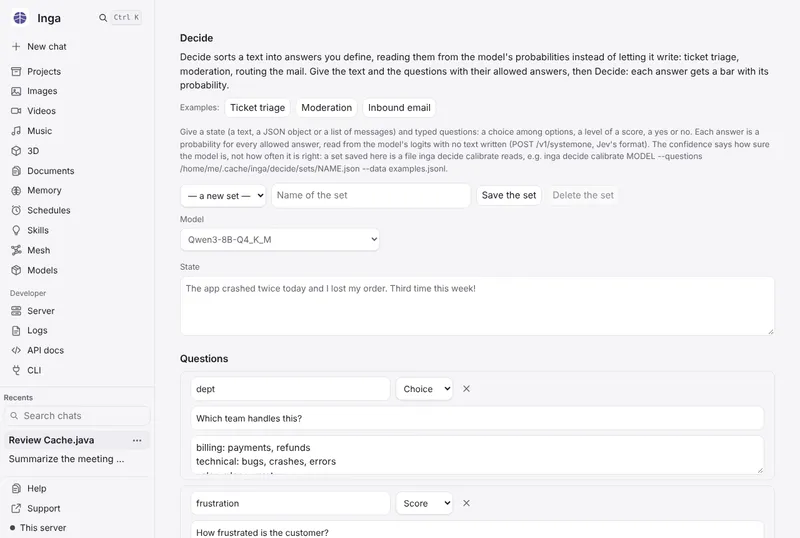 Inga
Ctrl K
New chat
Projects
Images
Videos
Music
3D
Documents
Memory
Schedules
Skills
Mesh
Models
Developer
Server
Logs
API docs
CLI
Recents
Search chats
Review Cache.java
Summarize the meeting ...
Help
Support
This server
Decide
Decide sorts a text into answers you define, reading them from the model's probabilities instead of letting it write: ticket triage,
moderation, routing the mail. Give the text and the questions with their allowed answers, then Decide: each answer gets a bar with its
probability.
Examples: Ticket triage Moderation Inbound email
Give a state (a text, a JSON object or a list of messages) and typed questions: a choice among options, a level of a score, a yes or no. Each answer is a
probability for every allowed answer, read from the model's logits with no text written (POST /v1/systemone, Jev's format). The confidence says how sure
the model is, not how often it is right: a set saved here is a file inga decide calibrate reads, e.g. inga decide calibrate MODEL --questions
/home/me/.cache/inga/decide/sets/NAME.json --data examples.jsonl.
— a new set — Name of the set Save the set Delete the set
Model
Qwen3-8B-Q4_K_M
State
The app crashed twice today and I lost my order. Third time this week!
Questions
dept Choice
Which team handles this?
billing: payments, refunds
technical: bugs, crashes, errors
frustration Score
How frustrated is the customer?